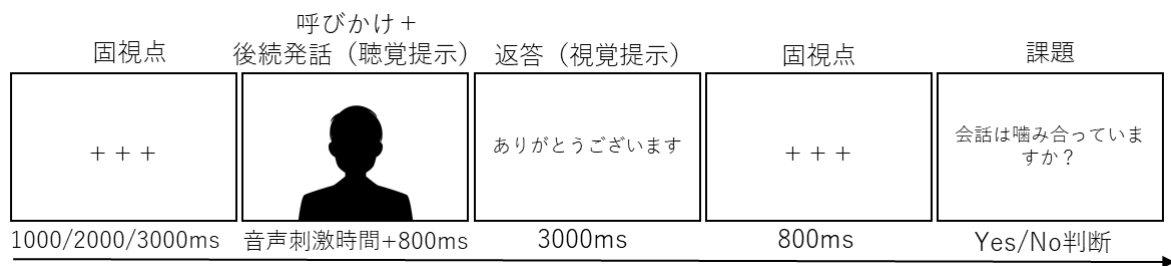 呼びかけ+
固視点
後続発話（聴覚提示）
返答（視覚提示）
固視点
課題
+++
ありがとうございます
+++
会話は噛み合っていま
すか？
1000/2000/3000ms
音声刺激時間+800ms
3000ms
800ms
Yes/No判断